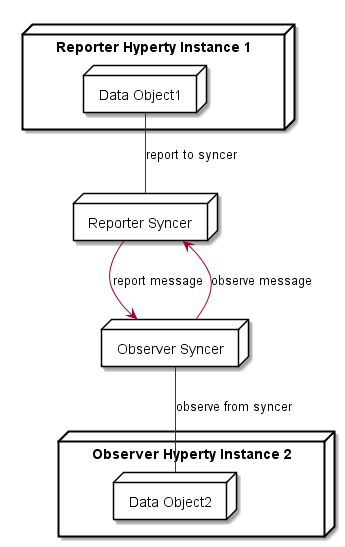 Reporter Hyperty Instance 1
Data Object1
report to syncer
Reporter Syncer
report message
observe message
Observer Syncer
observe from syncer
Observer Hyperty Instance 2
Data Object2